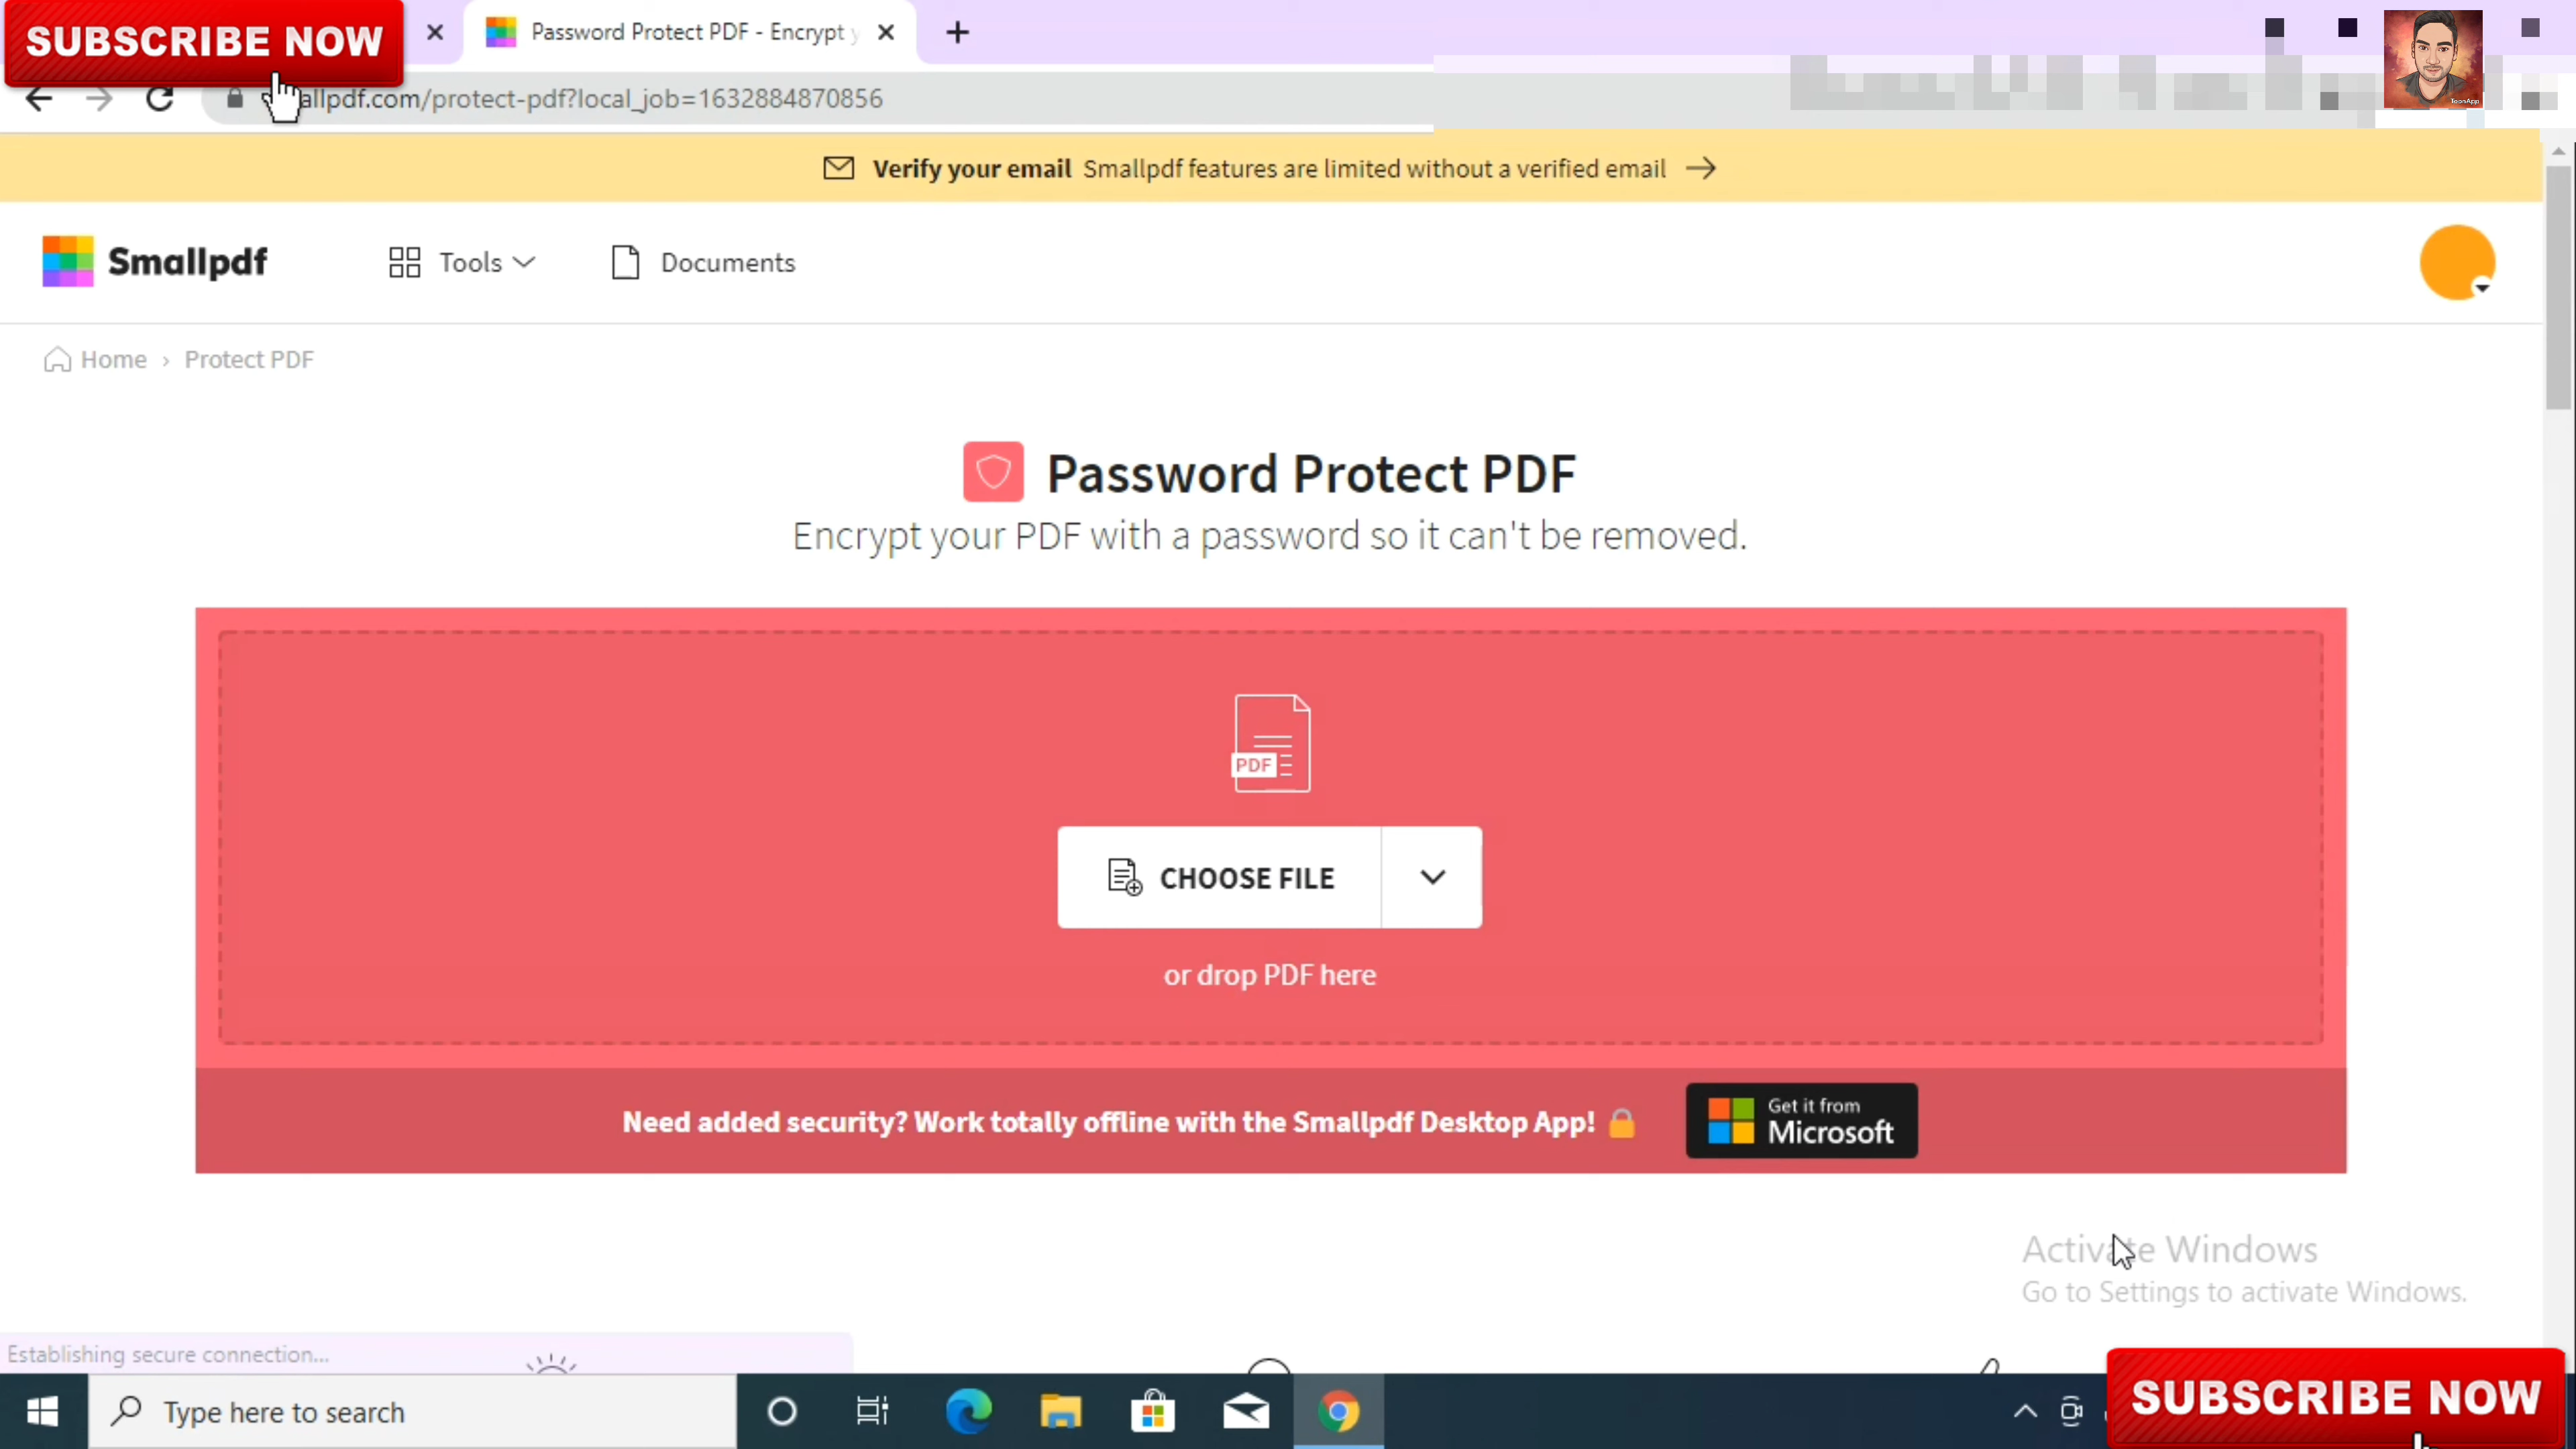 SUBSCRIBE NOW
Password Protect PDF - Encrypt y
allpdf.com/protect-pdf?local_job=1632884870856
ToonApp
Verify your email Smallpdf features are limited without a verified email
Smallpdf
Tools
Documents
Home › Protect PDF
Password Protect PDF
Encrypt your PDF with a password so it can't be removed.
PDF
CHOOSE FILE
or drop PDF here
Need added security? Work totally offline with the Smallpdf Desktop App!
Get it from
Microsoft
Activate Windows
Go to Settings to activate Windows.
Establishing secure connection...
Type here to search
SUBSCRIBE NOW